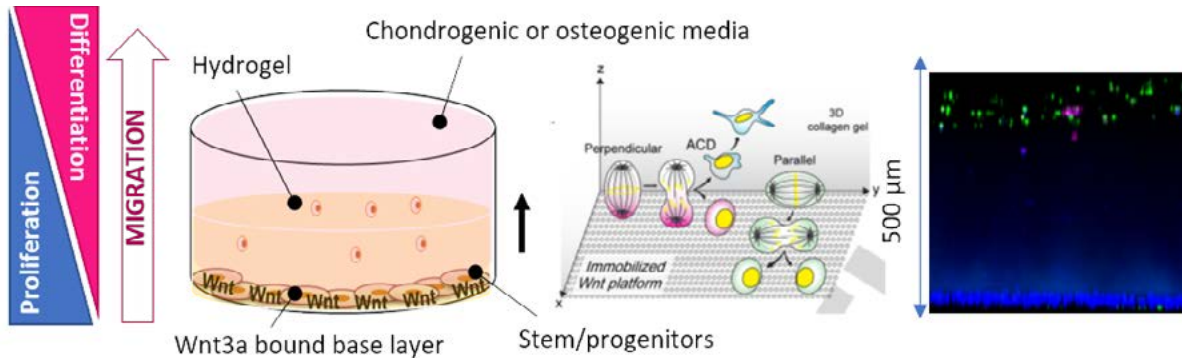 Proliferation
Differentiation
MIGRATION
Chondrogenic or osteogenic media
Hydrogel
Wnt
Wnt
Wnt
Wnt
Wnt
Wnt
Wnt3a bound base layer
Stem/progenitors
z
3D
collagen gel
Perpendicular
ACD
Parallel
y
Immobilized
Wnt platform
x
500 µm